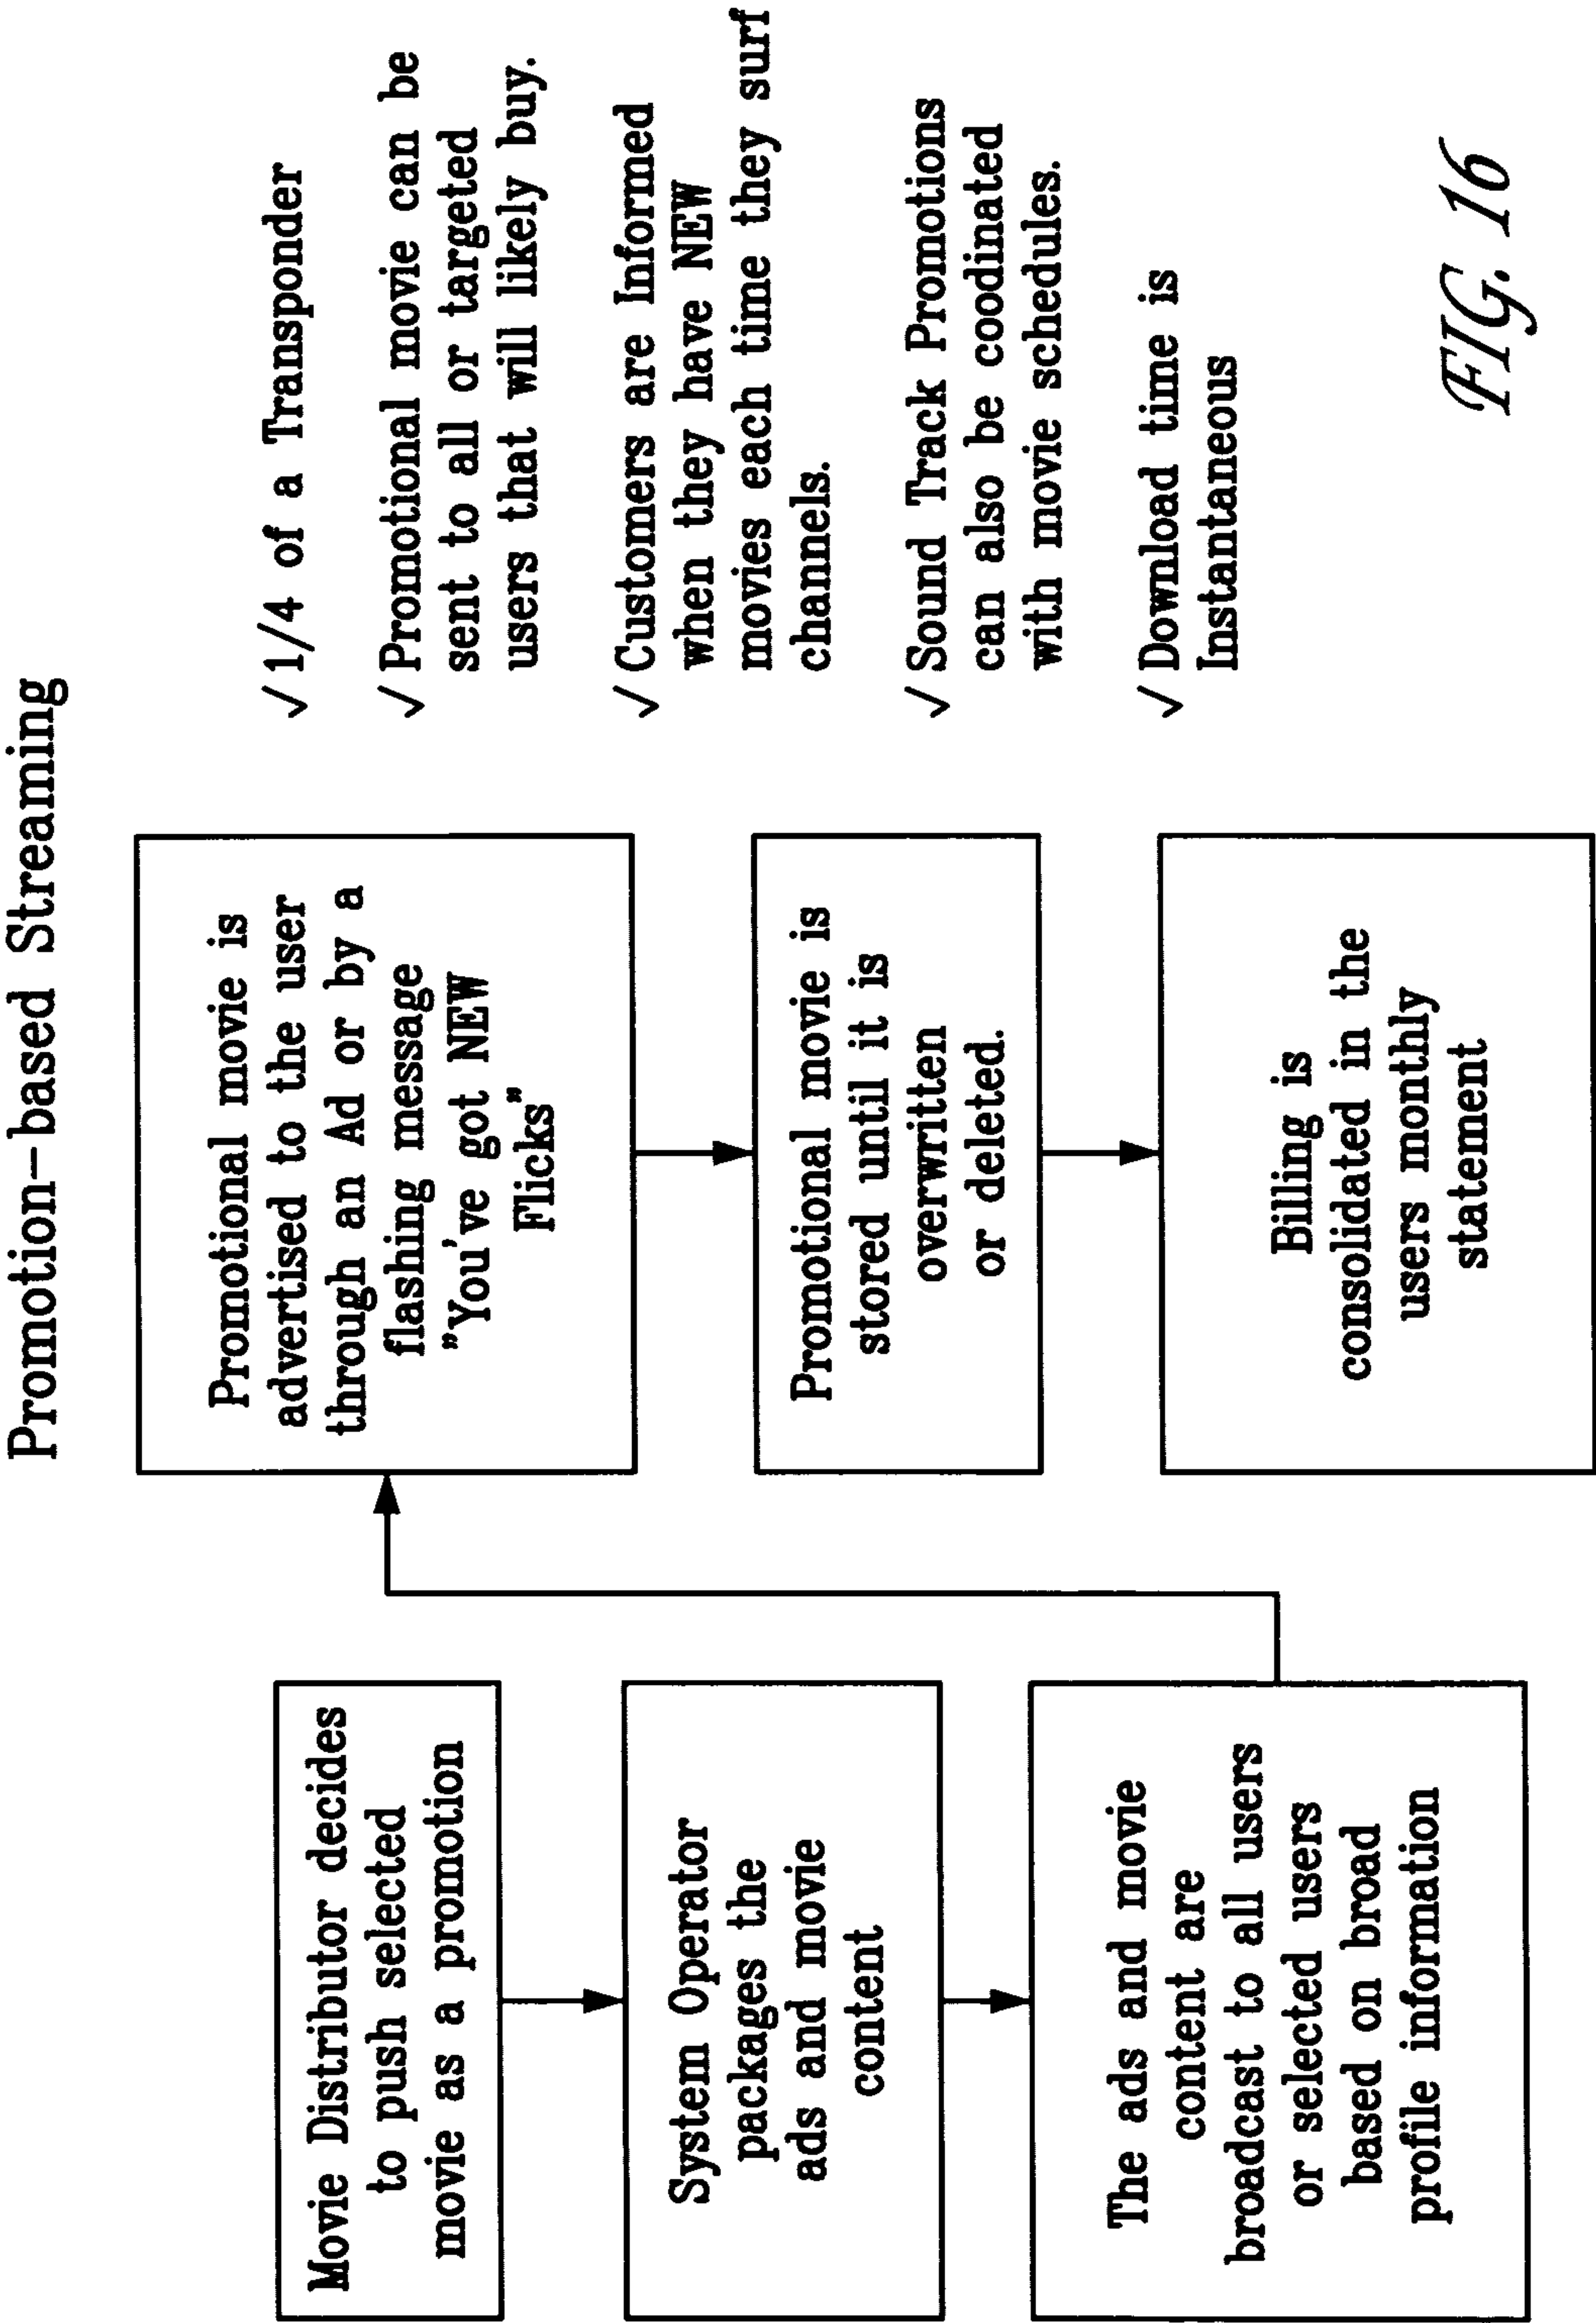 Promotion-based Streaming
Movie Distributor decides
to push selected
movie as a promotion
System Operator
packages the
ads and movie
content
The ads and movie
content are
broadcast to all users
or selected users
based on broad
profile information
Promotional movie is
advertised to the user
through an Ad or by a
flashing message
"You've got NEW
Flicks"
Promotional movie is
stored until it is
overwritten
or deleted.
Billing is
consolidated in the
users monthly
statement
✓ 1/4 of a Transponder
✓ Promotional movie can be
sent to all or targeted
users that will likely buy.
✓ Customers are Informed
when they have NEW
movies each time they surf
channels.
✓ Sound Track Promotions
can also be coodinated
with movie schedules.
✓ Download time is
Instantaneous
FIG. 16